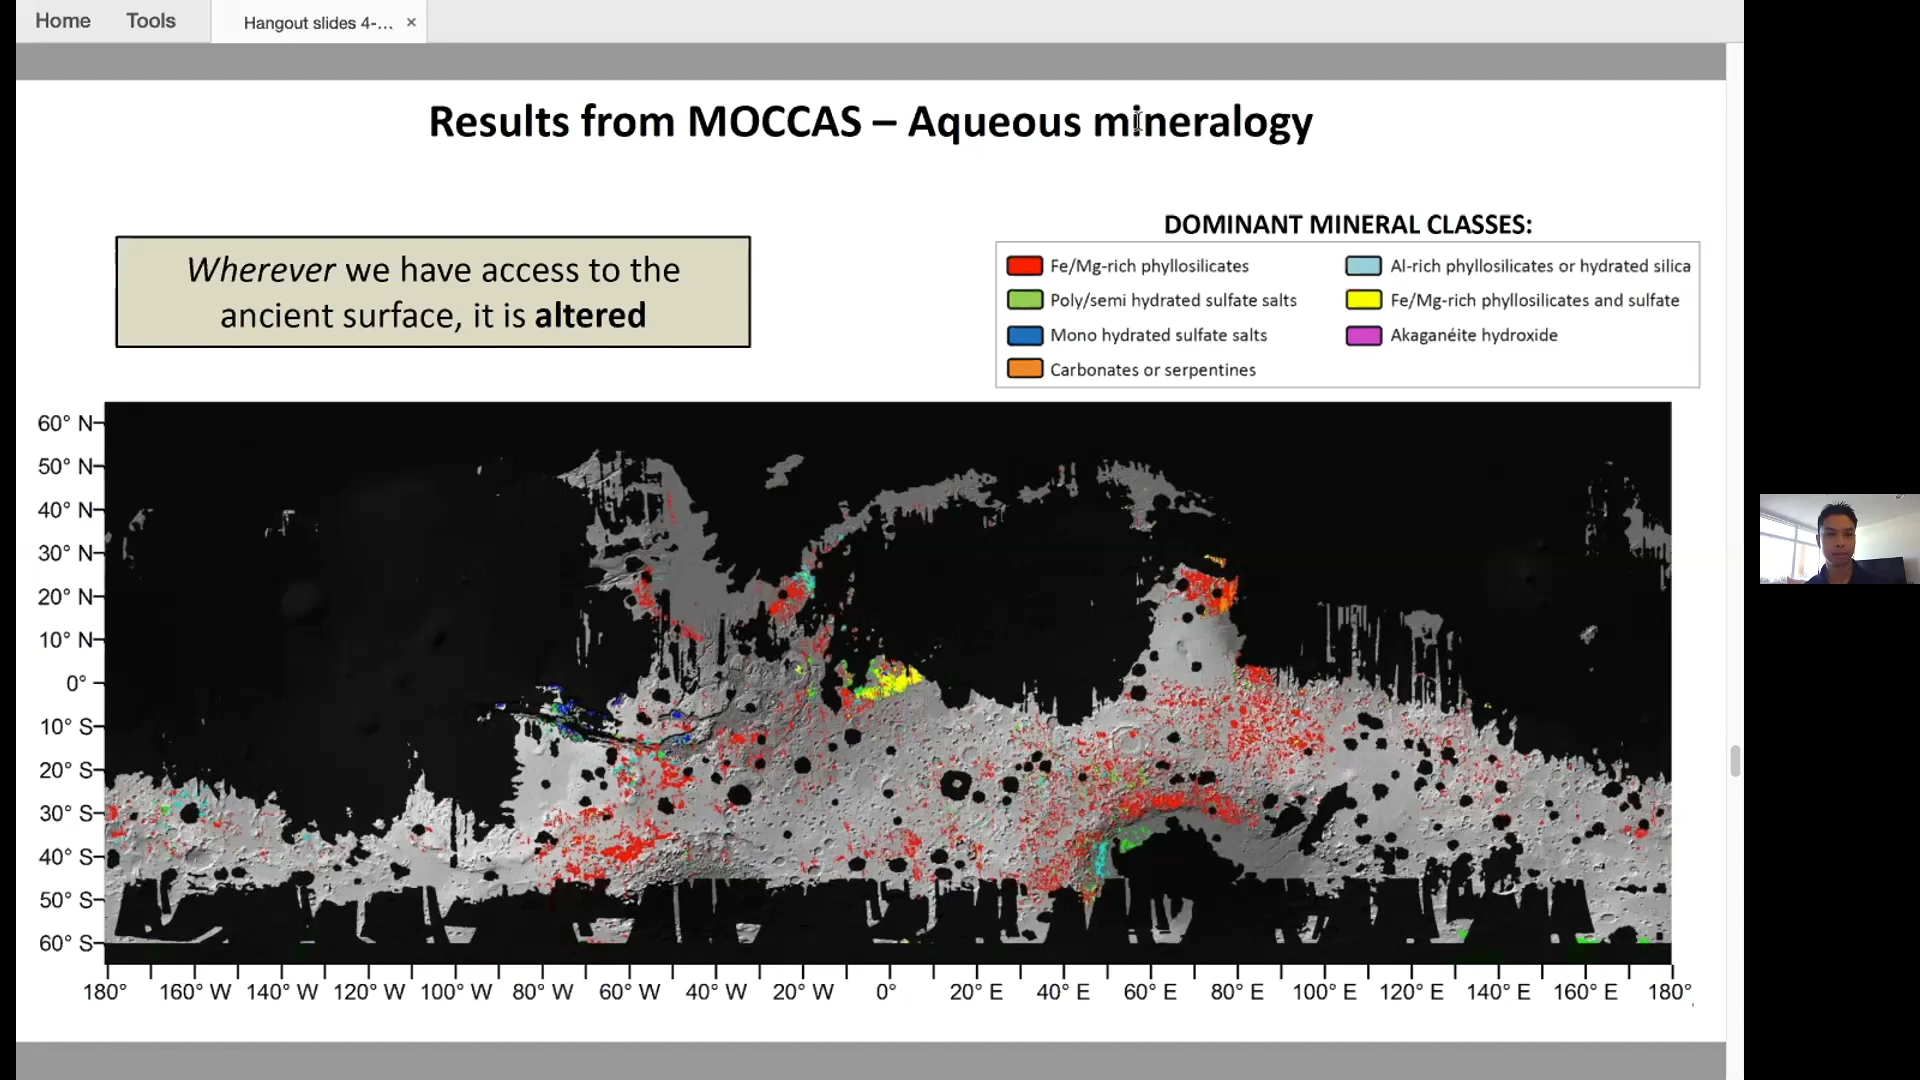 Home Tools Hangout slides 4-... ×
Results from MOCCAS – Aqueous mineralogy
Wherever we have access to the
ancient surface, it is altered
DOMINANT MINERAL CLASSES:
Fe/Mg-rich phyllosilicates
Poly/semi hydrated sulfate salts
Mono hydrated sulfate salts
Carbonates or serpentines
Al-rich phyllosilicates or hydrated silica
Fe/Mg-rich phyllosilicates and sulfate
Akaganéite hydroxide
60° N
50° N
40° N
30° N
20° N
10° N
0°
10° S
20° S
30° S
40° S
50° S
60° S
180° 160° W 140° W 120° W 100° W 80° W 60° W 40° W 20° W 0° 20° E 40° E 60° E 80° E 100° E 120° E 140° E 160° E 180°